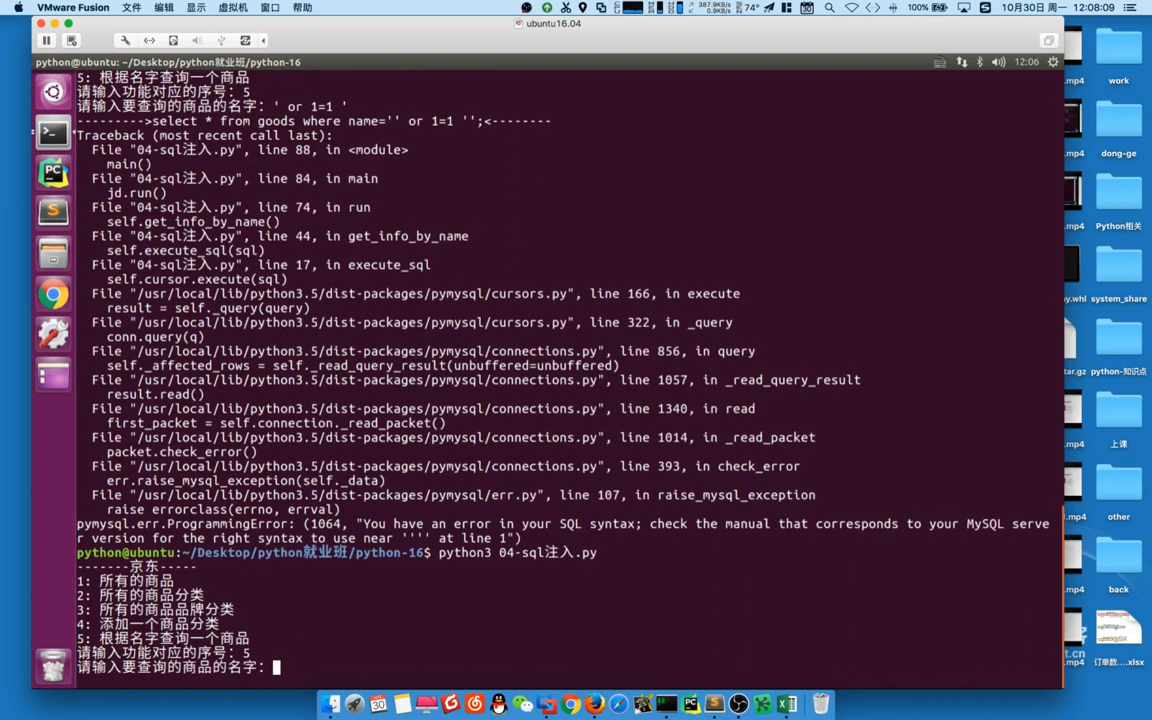 VMware Fusion 文件 编辑 显示 虚拟机 窗口 帮助 387.9K/s 0.9K/s 74° 100% 10月30日 周一 12:08:09
ubuntu16.04
python@ubuntu: ~/Desktop/python就业班/python-16 12:06
5: 根据名字查询一个商品
请输入功能对应的序号: 5
请输入要查询的商品的名字: ' or 1=1 '
--------->select * from goods where name='' or 1=1 '';<--------
Traceback (most recent call last):
File "04-sql注入.py", line 88, in <module>
main()
File "04-sql注入.py", line 84, in main
jd.run()
File "04-sql注入.py", line 74, in run
self.get_info_by_name()
File "04-sql注入.py", line 44, in get_info_by_name
self.execute_sql(sql)
File "04-sql注入.py", line 17, in execute_sql
self.cursor.execute(sql)
File "/usr/local/lib/python3.5/dist-packages/pymysql/cursors.py", line 166, in execute
result = self._query(query)
File "/usr/local/lib/python3.5/dist-packages/pymysql/cursors.py", line 322, in _query
conn.query(q)
File "/usr/local/lib/python3.5/dist-packages/pymysql/connections.py", line 856, in query
self._affected_rows = self._read_query_result(unbuffered=unbuffered)
File "/usr/local/lib/python3.5/dist-packages/pymysql/connections.py", line 1057, in _read_query_result
result.read()
File "/usr/local/lib/python3.5/dist-packages/pymysql/connections.py", line 1340, in read
first_packet = self.connection._read_packet()
File "/usr/local/lib/python3.5/dist-packages/pymysql/connections.py", line 1014, in _read_packet
packet.check_error()
File "/usr/local/lib/python3.5/dist-packages/pymysql/connections.py", line 393, in check_error
err.raise_mysql_exception(self._data)
File "/usr/local/lib/python3.5/dist-packages/pymysql/err.py", line 107, in raise_mysql_exception
raise errorclass(errno, errval)
pymysql.err.ProgrammingError: (1064, "You have an error in your SQL syntax; check the manual that corresponds to your MySQL serve
r version for the right syntax to use near '''' at line 1")
python@ubuntu:~/Desktop/python就业班/python-16$ python3 04-sql注入.py
-------京东-----
1: 所有的商品
2: 所有的商品分类
3: 所有的商品品牌分类
4: 添加一个商品分类
5: 根据名字查询一个商品
请输入功能对应的序号: 5
请输入要查询的商品的名字:
.mp4 work
.mp4 dong-ge
.mp4 Python相关
system_share
tar.gz python-知识点
.mp4 上课
.mp4 other
.mp4 back
.mp4 订单数....xlsx